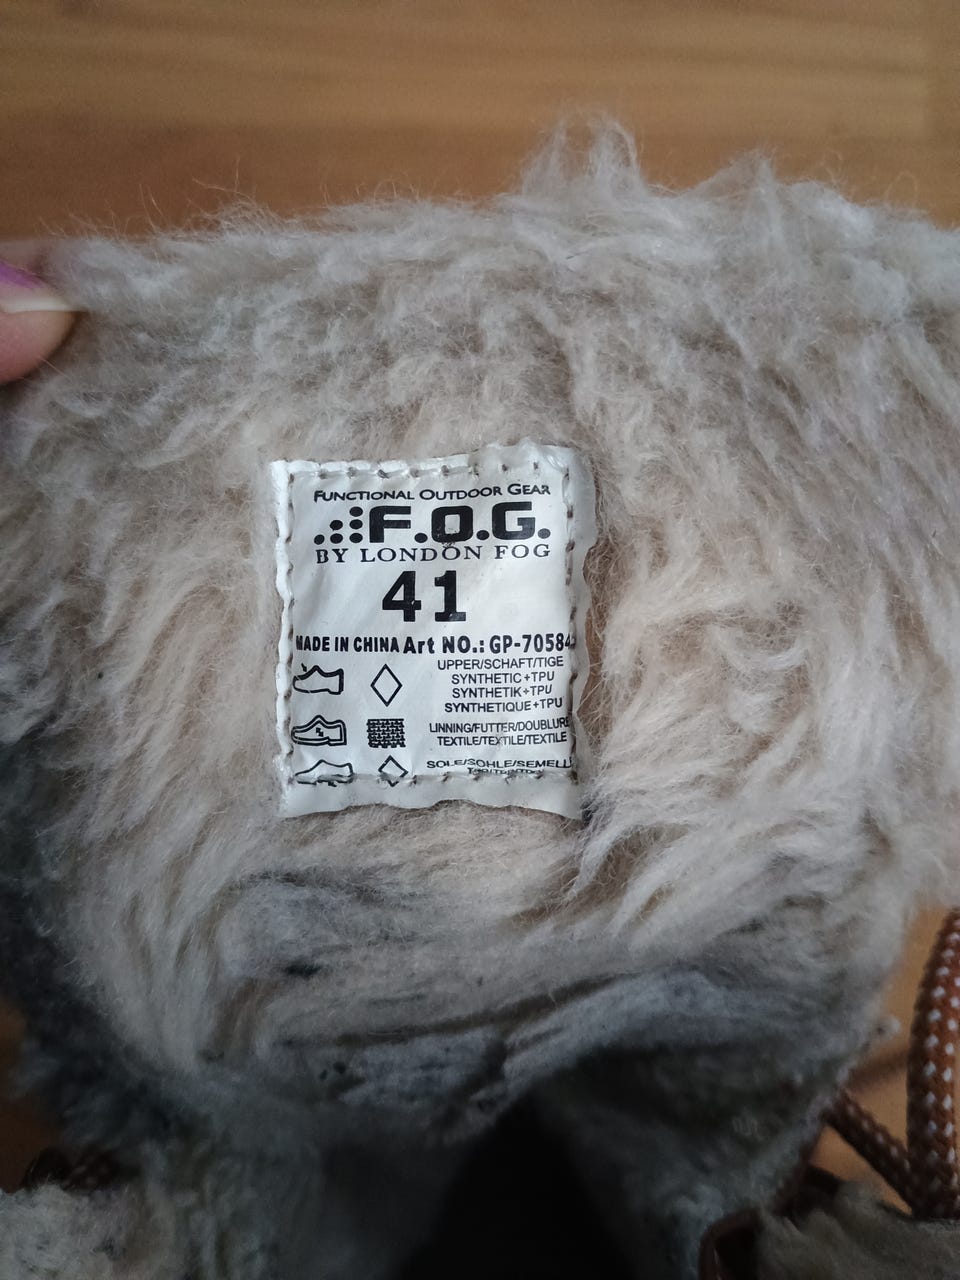 FUNCTIONAL OUTDOOR GEAR
F.O.G.
BY LONDON FOG
41
MADE IN CHINA Art NO.: GP-70584
UPPER/SCHAFT/TIGE
SYNTHETIC+TPU
SYNTHETIK+TPU
SYNTHETIQUE+TPU
LINNING/FUTTER/DOUBLURE
TEXTILE/TEXTILE/TEXTILE
SOLE/SOHLE/SEMELL